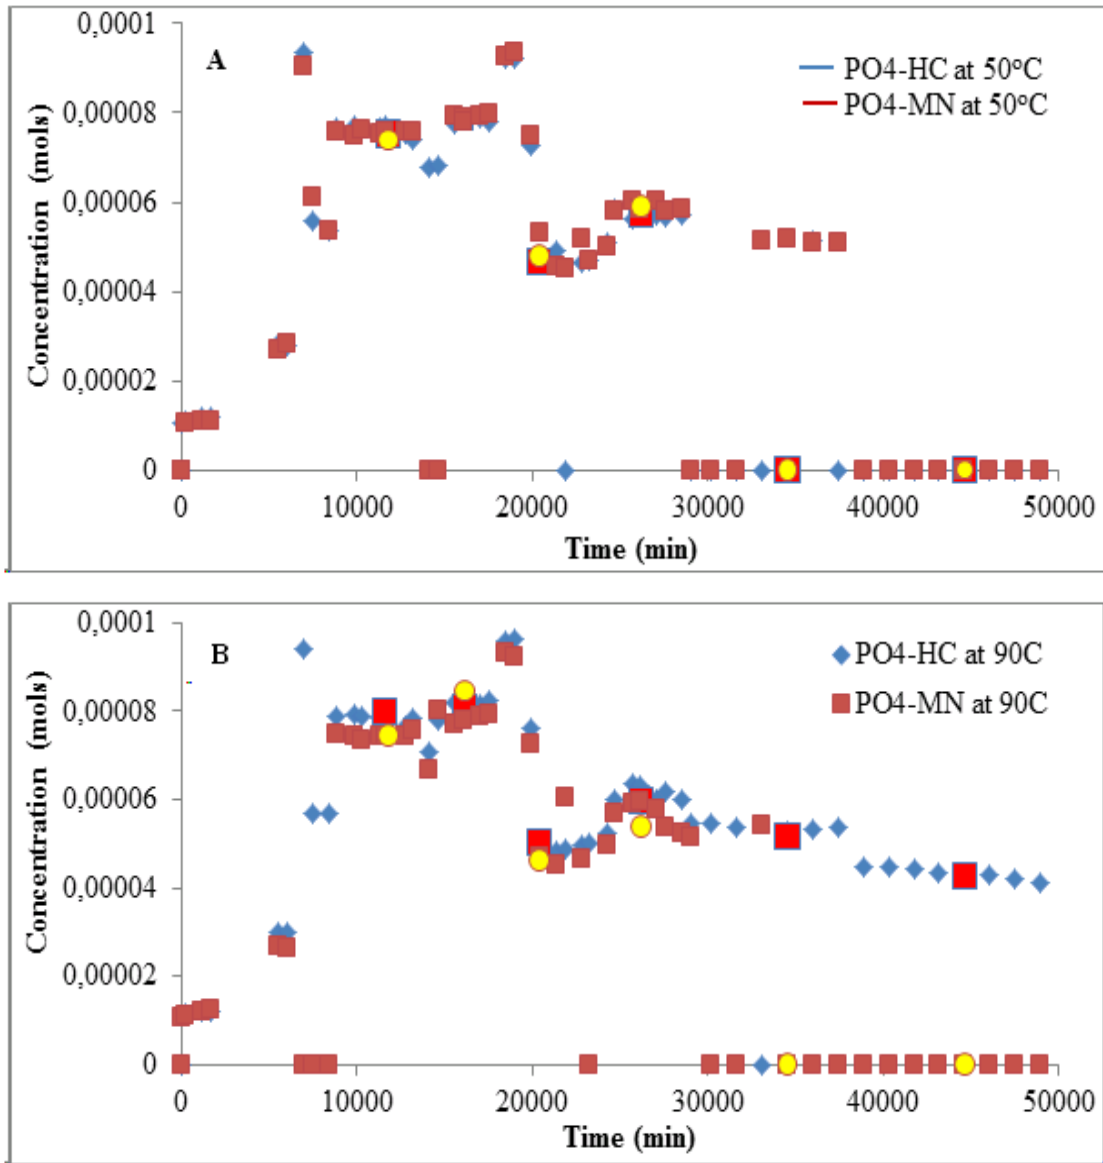 A
PO4-HC at 50°C
PO4-MN at 50°C
Concentration (mols)
0,0001
0,00008
0,00006
0,00004
0,00002
0
0 10000 20000 30000 40000 50000
Time (min)
B
PO4-HC at 90C
PO4-MN at 90C
Concentration (mols)
0,0001
0,00008
0,00006
0,00004
0,00002
0
0 10000 20000 30000 40000 50000
Time (min)